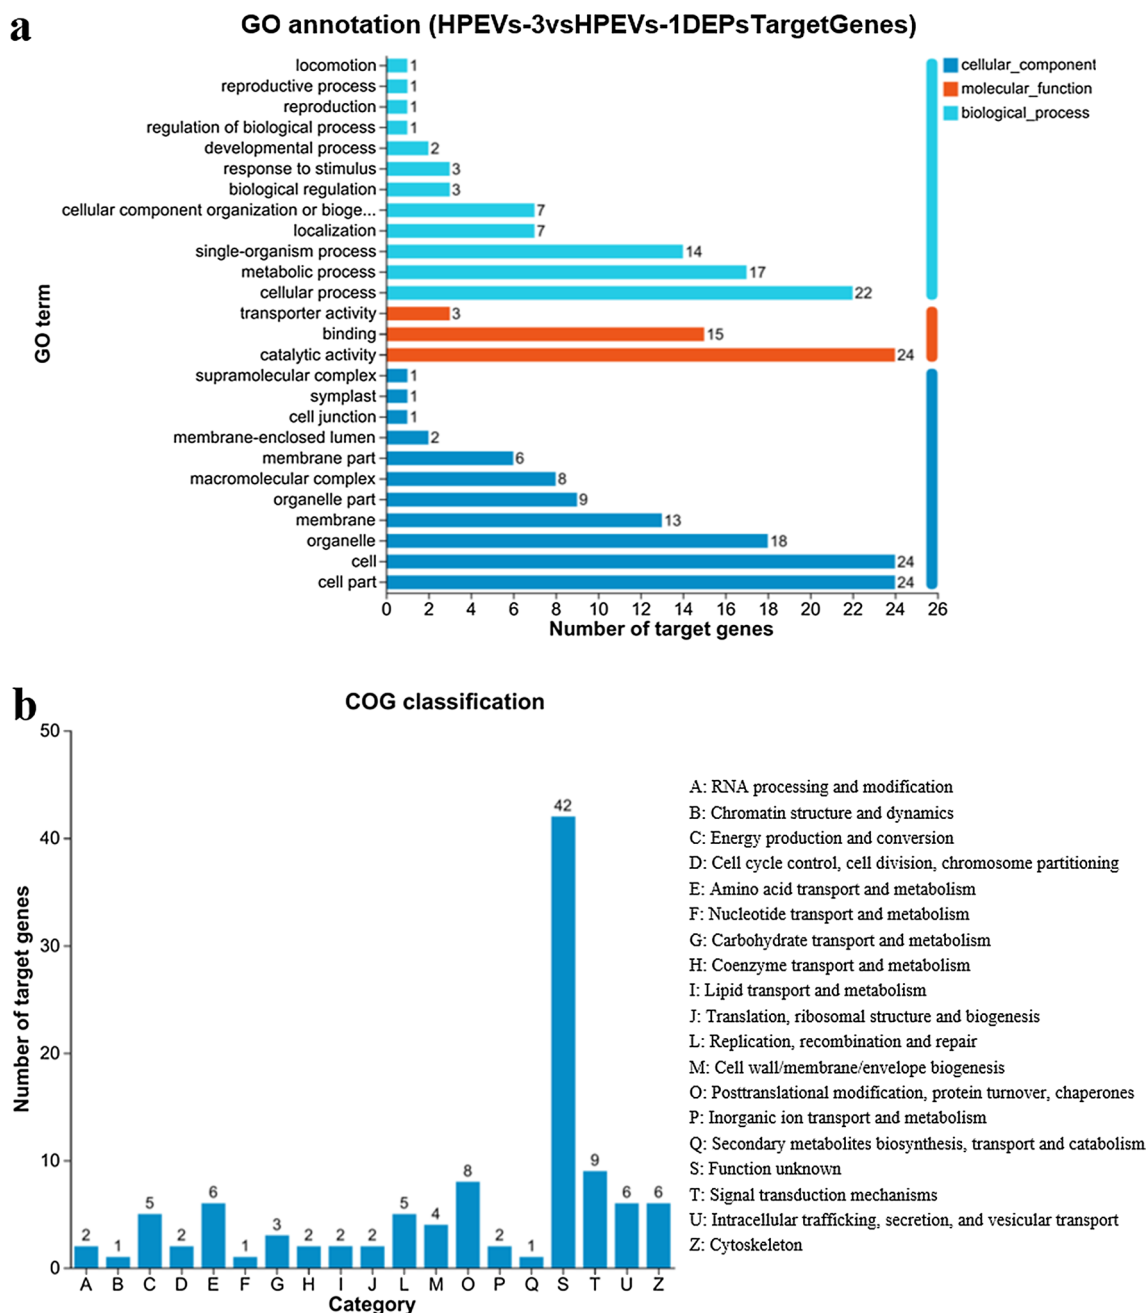 a
GO annotation (HPEVs-3vsHPEVs-1DEPsTargetGenes)
locomotion 1
reproductive process 1
reproduction 1
regulation of biological process 1
developmental process 2
response to stimulus 3
biological regulation 3
cellular component organization or bioge... 7
localization 7
single-organism process 14
metabolic process 17
cellular process 22
transporter activity 3
binding 15
catalytic activity 24
supramolecular complex 1
symplast 1
cell junction 1
membrane-enclosed lumen 2
membrane part 6
macromolecular complex 8
organelle part 9
membrane 13
organelle 18
cell 24
cell part 24
GO term
0 2 4 6 8 10 12 14 16 18 20 22 24 26
Number of target genes
cellular_component
molecular_function
biological_process
b
COG classification
50
40
30
20
10
0
Number of target genes
2 1 5 2 6 1 3 2 2 2 5 4 8 2 1 42 9 6 6
A B C D E F G H I J L M O P Q S T U Z
Category
A: RNA processing and modification
B: Chromatin structure and dynamics
C: Energy production and conversion
D: Cell cycle control, cell division, chromosome partitioning
E: Amino acid transport and metabolism
F: Nucleotide transport and metabolism
G: Carbohydrate transport and metabolism
H: Coenzyme transport and metabolism
I: Lipid transport and metabolism
J: Translation, ribosomal structure and biogenesis
L: Replication, recombination and repair
M: Cell wall/membrane/envelope biogenesis
O: Posttranslational modification, protein turnover, chaperones
P: Inorganic ion transport and metabolism
Q: Secondary metabolites biosynthesis, transport and catabolism
S: Function unknown
T: Signal transduction mechanisms
U: Intracellular trafficking, secretion, and vesicular transport
Z: Cytoskeleton